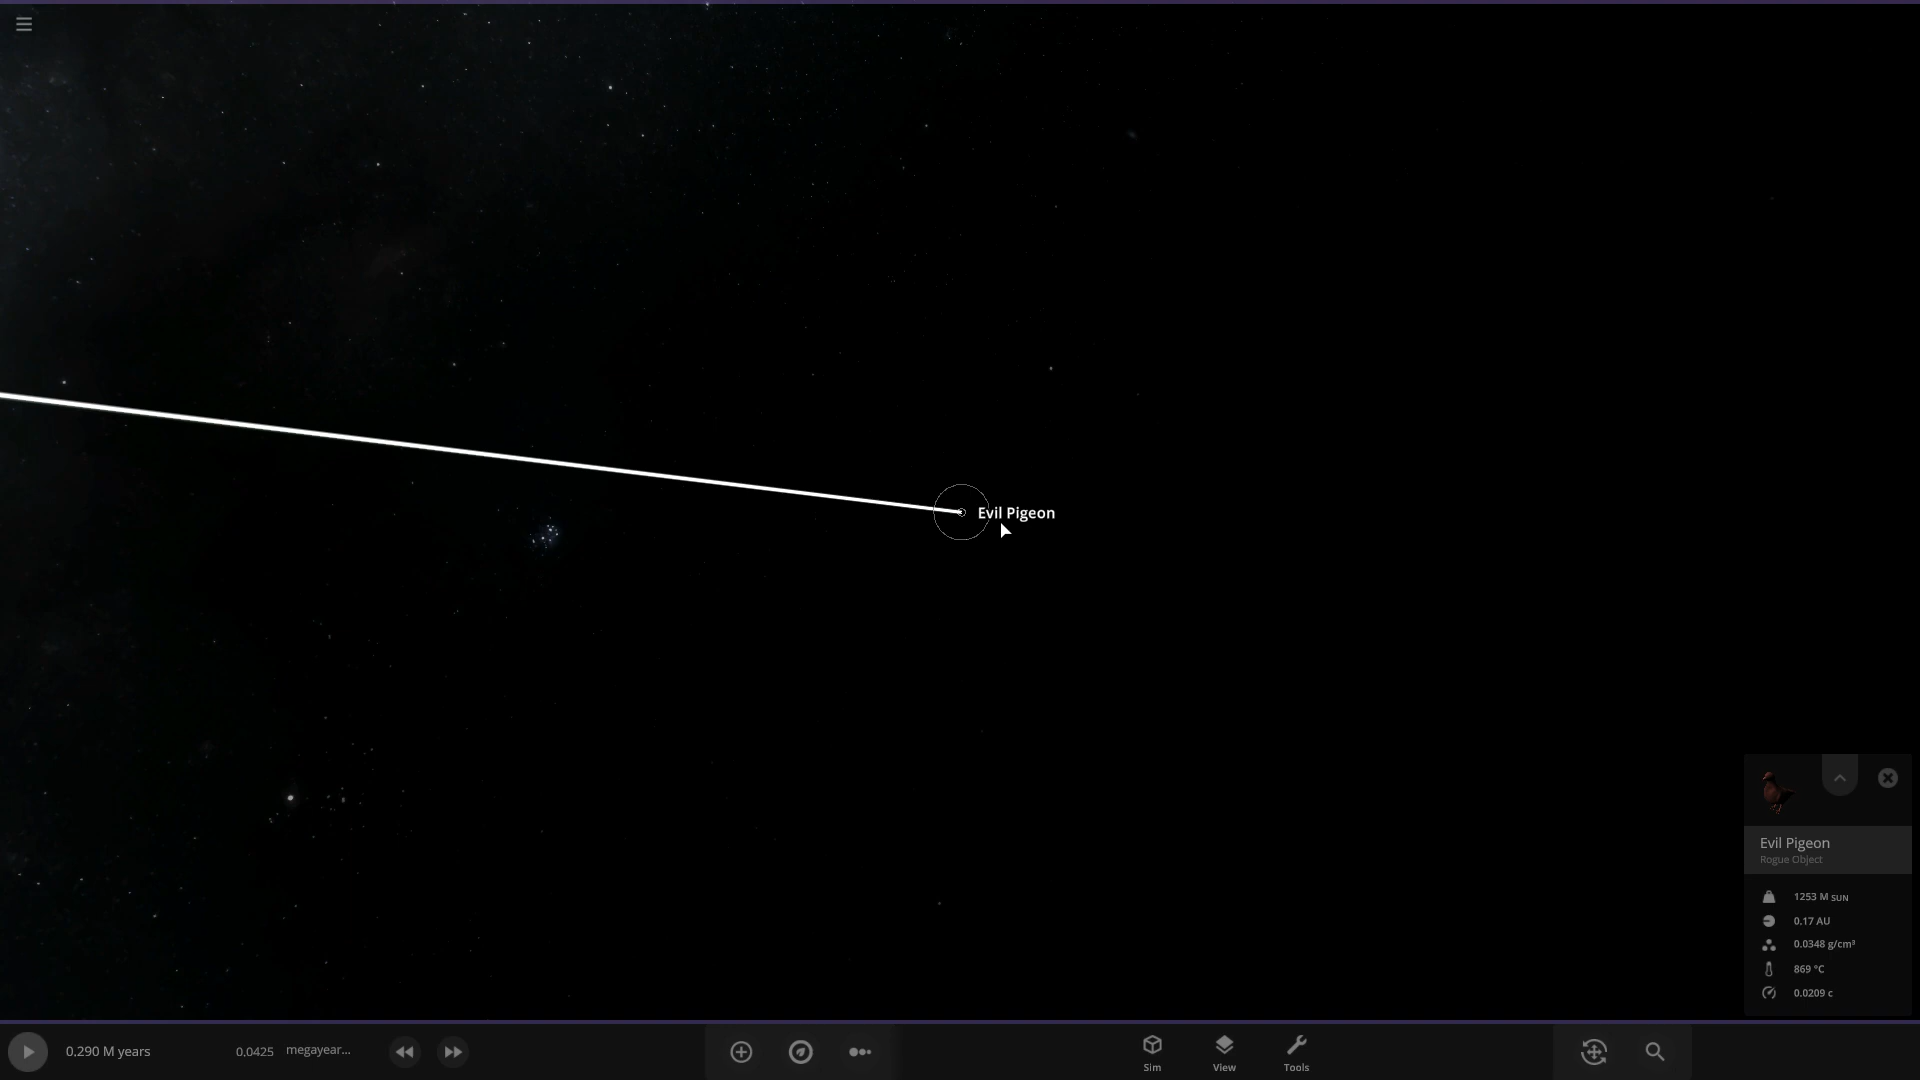 Evil Pigeon
Evil Pigeon
Rogue Object
1253 M SUN
0.17 AU
0.0348 g/cm³
869 °C
0.0209 c
0.290 M years
0.0425 megayear...
Sim
View
Tools